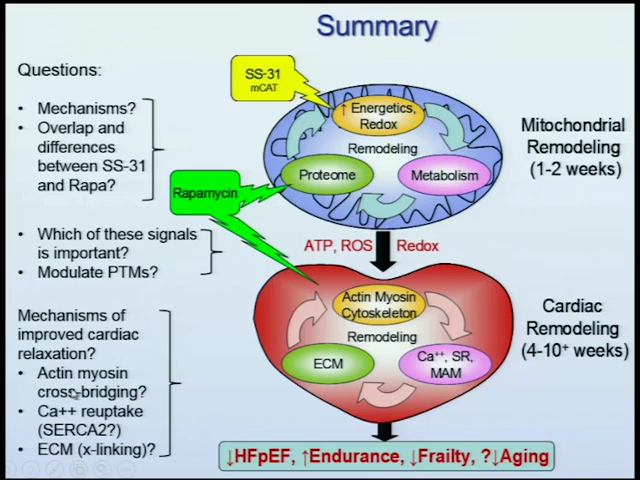 Summary
Questions:
• Mechanisms?
• Overlap and
differences
between SS-31
and Rapa?
• Which of these signals
is important?
• Modulate PTMs?
Mechanisms of
improved cardiac
relaxation?
• Actin myosin
cross-bridging?
• Ca++ reuptake
(SERCA2?)
• ECM (x-linking)?
SS-31
mCAT
↑ Energetics,
Redox
Remodeling
Proteome
Metabolism
Rapamycin
ATP, ROS
Redox
Actin Myosin
Cytoskeleton
Remodeling
ECM
Ca++, SR,
MAM
Mitochondrial
Remodeling
(1-2 weeks)
Cardiac
Remodeling
(4-10+ weeks)
↓HFpEF, ↑Endurance, ↓Frailty, ?↓Aging